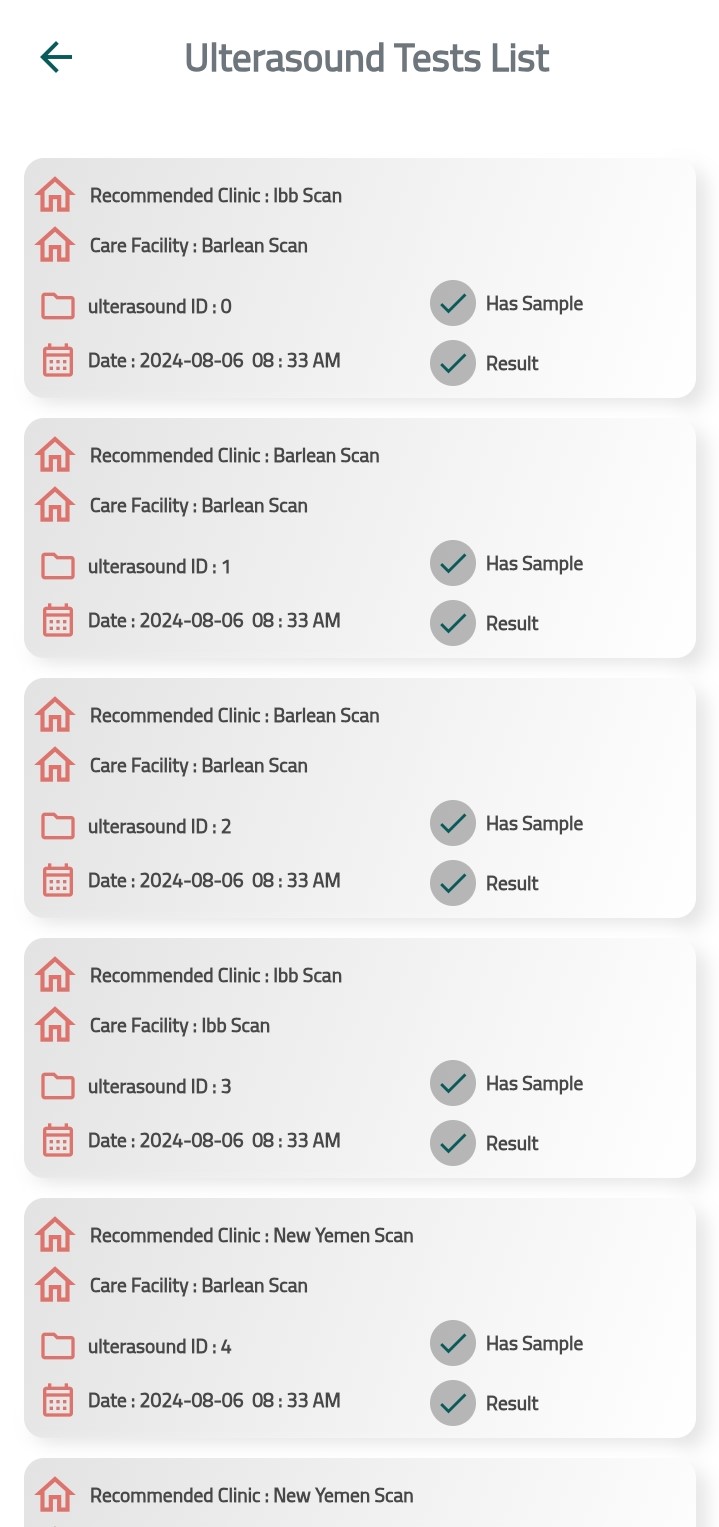 Ulterasound Tests List
Recommended Clinic : Ibb Scan
Care Facility : Barlean Scan
ulterasound ID : 0
Has Sample
Date : 2024-08-06  08 : 33 AM
Result
Recommended Clinic : Barlean Scan
Care Facility : Barlean Scan
ulterasound ID : 1
Has Sample
Date : 2024-08-06  08 : 33 AM
Result
Recommended Clinic : Barlean Scan
Care Facility : Barlean Scan
ulterasound ID : 2
Has Sample
Date : 2024-08-06  08 : 33 AM
Result
Recommended Clinic : Ibb Scan
Care Facility : Ibb Scan
ulterasound ID : 3
Has Sample
Date : 2024-08-06  08 : 33 AM
Result
Recommended Clinic : New Yemen Scan
Care Facility : Barlean Scan
ulterasound ID : 4
Has Sample
Date : 2024-08-06  08 : 33 AM
Result
Recommended Clinic : New Yemen Scan